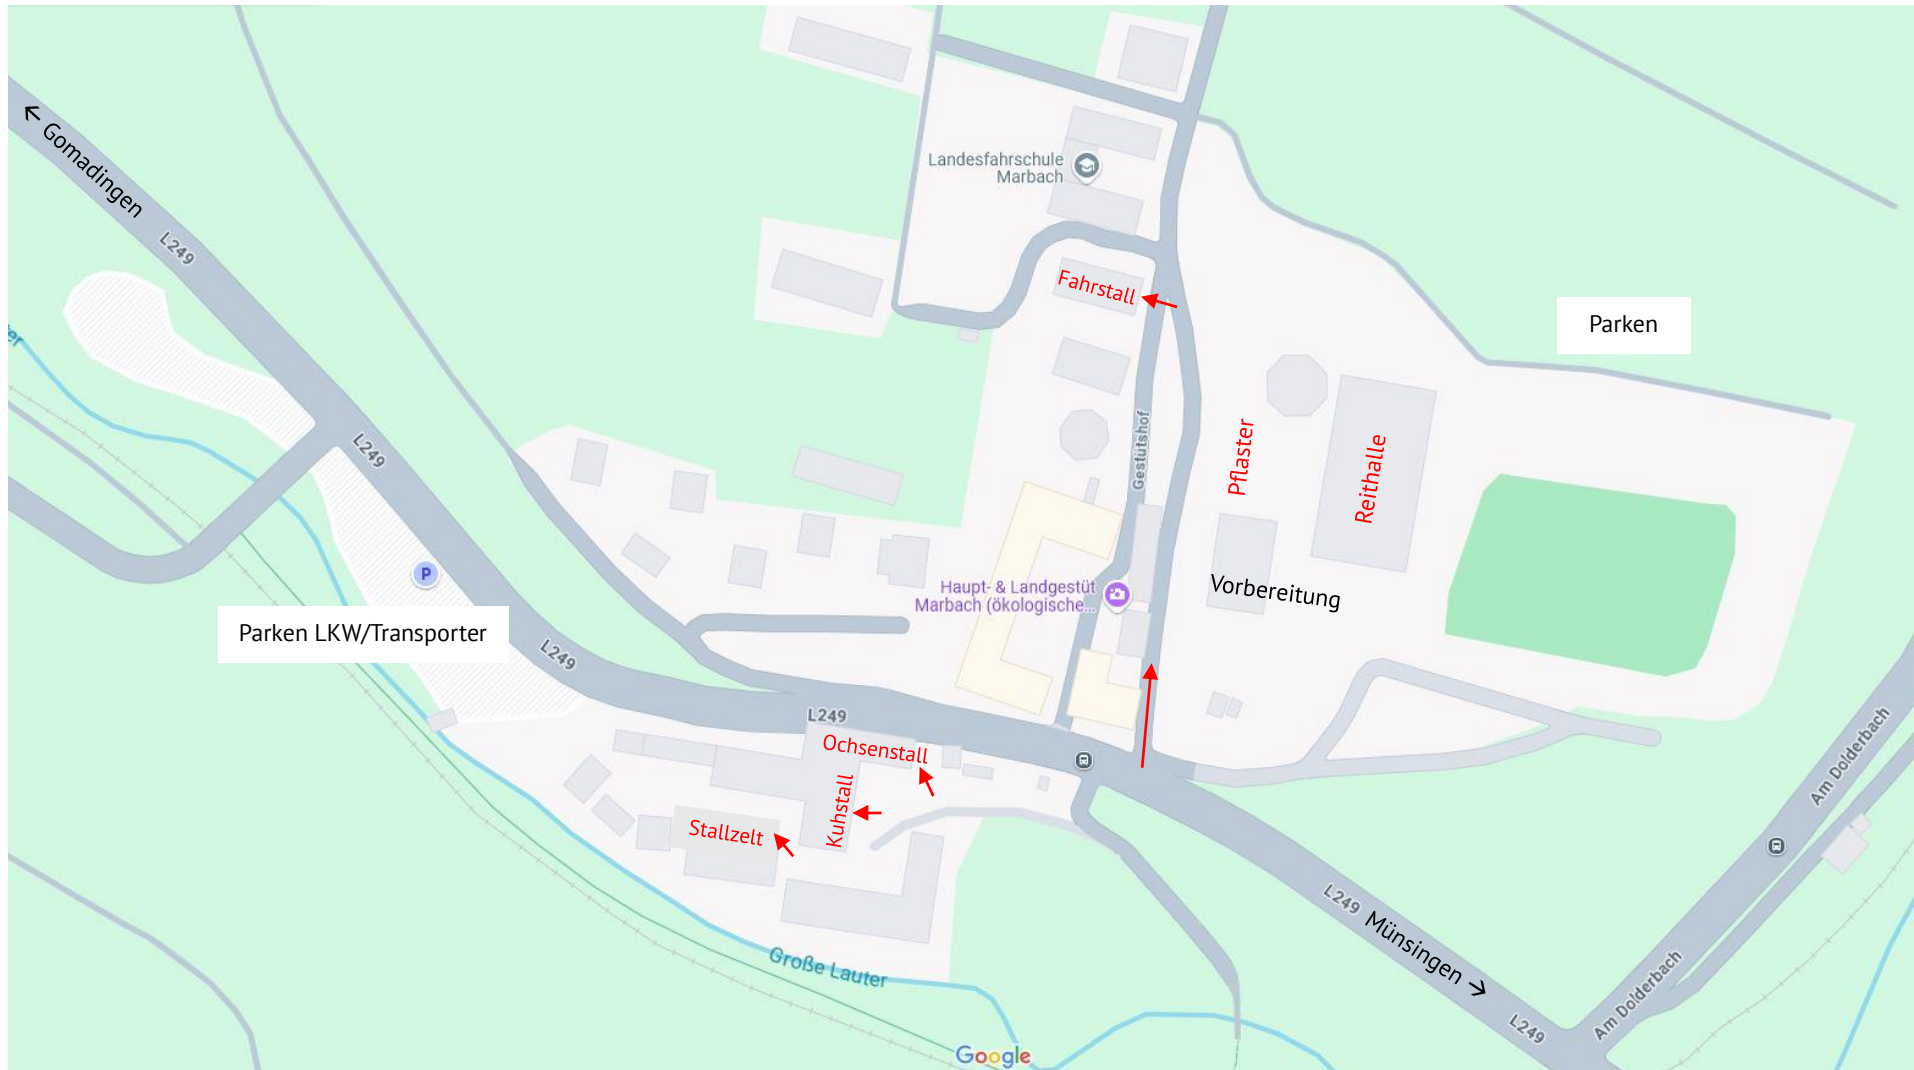 ← Gomadingen
L249
Landesfahrschule
Marbach
Fahrstall
Parken
L249
Gestütshof
Pflaster
Reithalle
P
Haupt- & Landgestüt
Marbach (ökologische...
Vorbereitung
Parken LKW/Transporter
L249
L249
Ochsenstall
Kuhstall
Stallzelt
Am Dolderbach
L249
Münsingen →
Große Lauter
Am Dolderbach
L249
Google